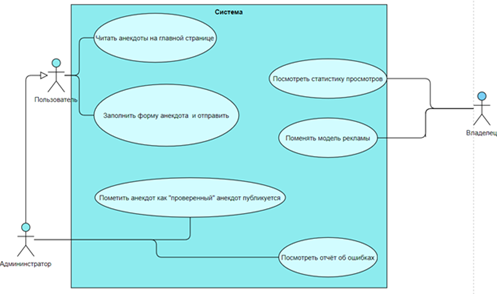 Система
Читать анекдоты на главной странице
Посмотреть статистику просмотров
Пользователь
Заполнить форму анекдота и отправить
Владелец
Поменять модель рекламы
Пометить анекдот как "проверенный" анекдот публикуется
Посмотреть отчёт об ошибках
Админинстратор